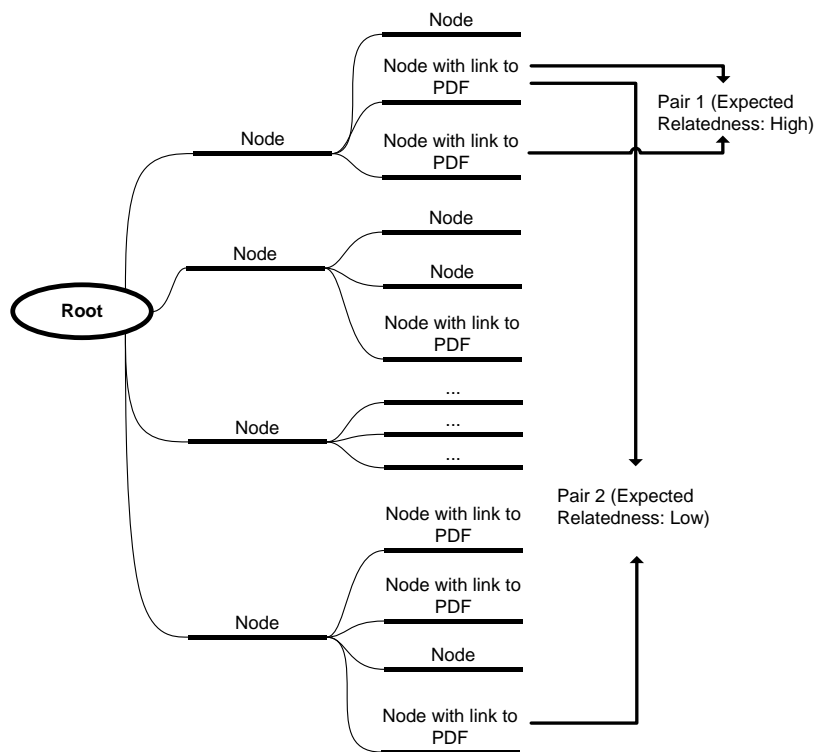 Node
Node with link to
PDF
Pair 1 (Expected
Relatedness: High)
Node
Node with link to
PDF
Node
Node
Node
Root
Node with link to
PDF
...
Node
...
...
Pair 2 (Expected
Relatedness: Low)
Node with link to
PDF
Node with link to
PDF
Node
Node
Node with link to
PDF